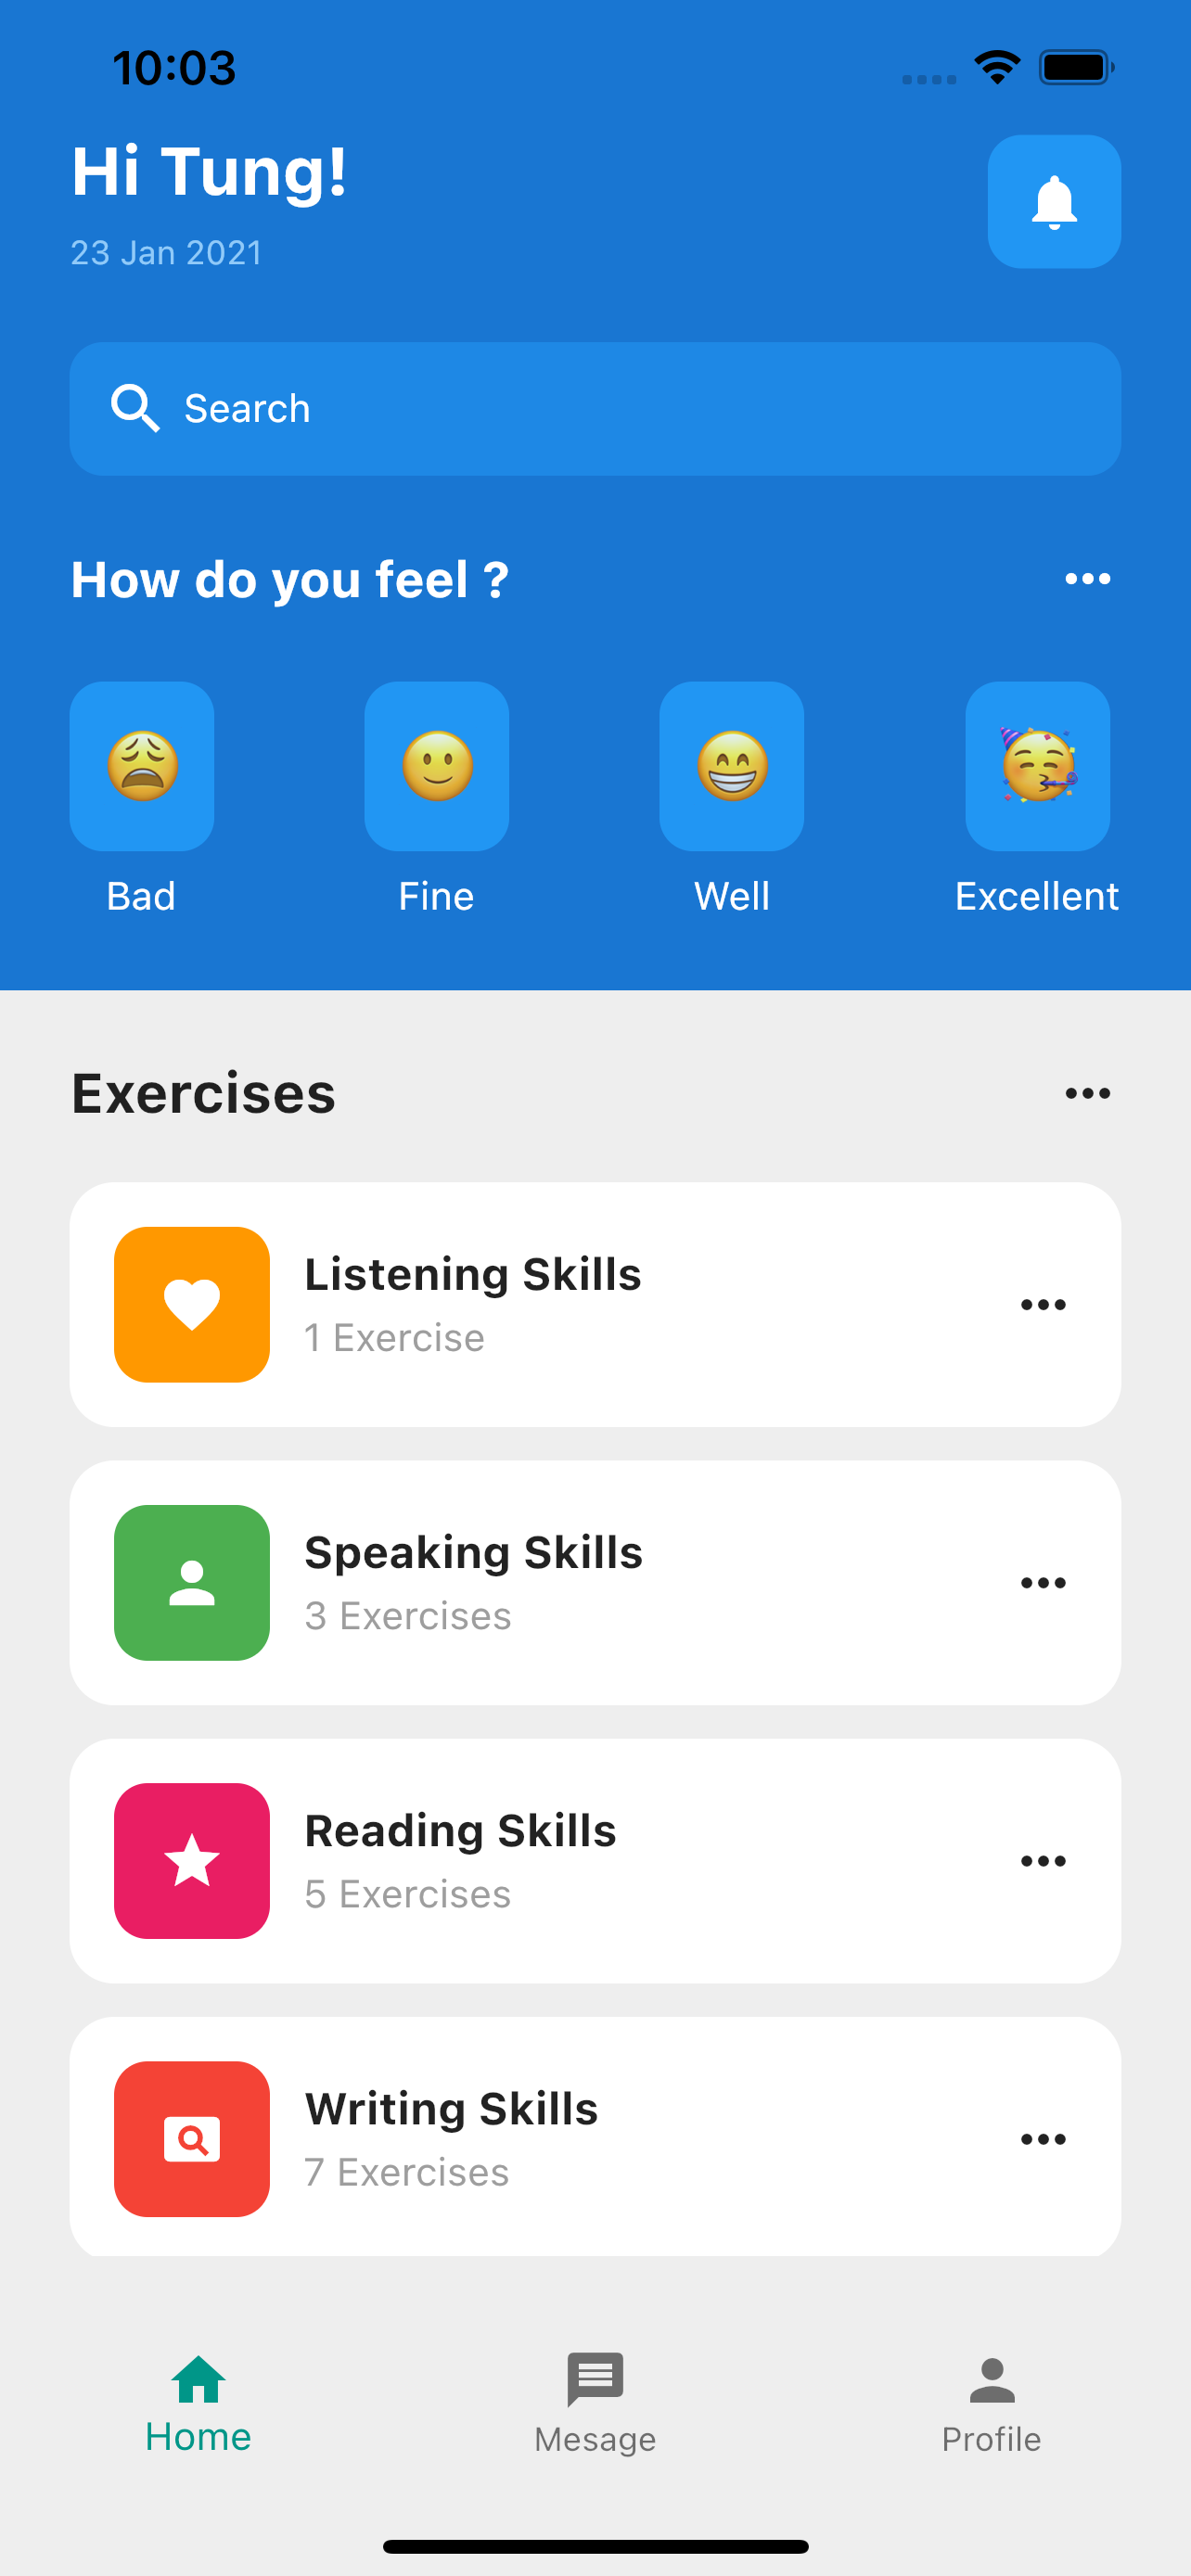 10:03
Hi Tung!
23 Jan 2021
Search
How do you feel ?
Bad
Fine
Well
Excellent
Exercises
Listening Skills
1 Exercise
Speaking Skills
3 Exercises
Reading Skills
5 Exercises
Writing Skills
7 Exercises
Home
Mesage
Profile